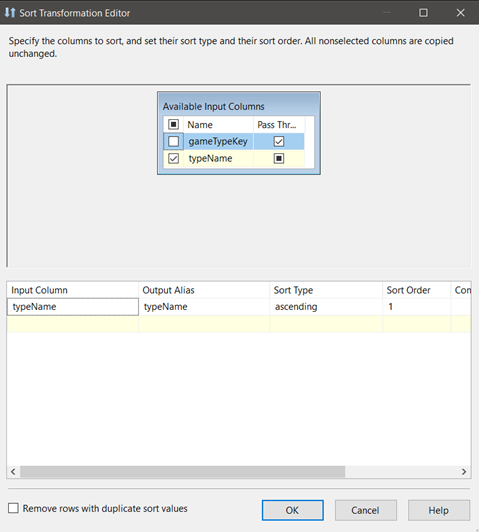 Sort Transformation Editor
Specify the columns to sort, and set their sort type and their sort order. All nonselected columns are copied
unchanged.
Available Input Columns
Name Pass Thr...
gameTypeKey
typeName
Input Column Output Alias Sort Type Sort Order Con
typeName typeName ascending 1
Remove rows with duplicate sort values
OK Cancel Help